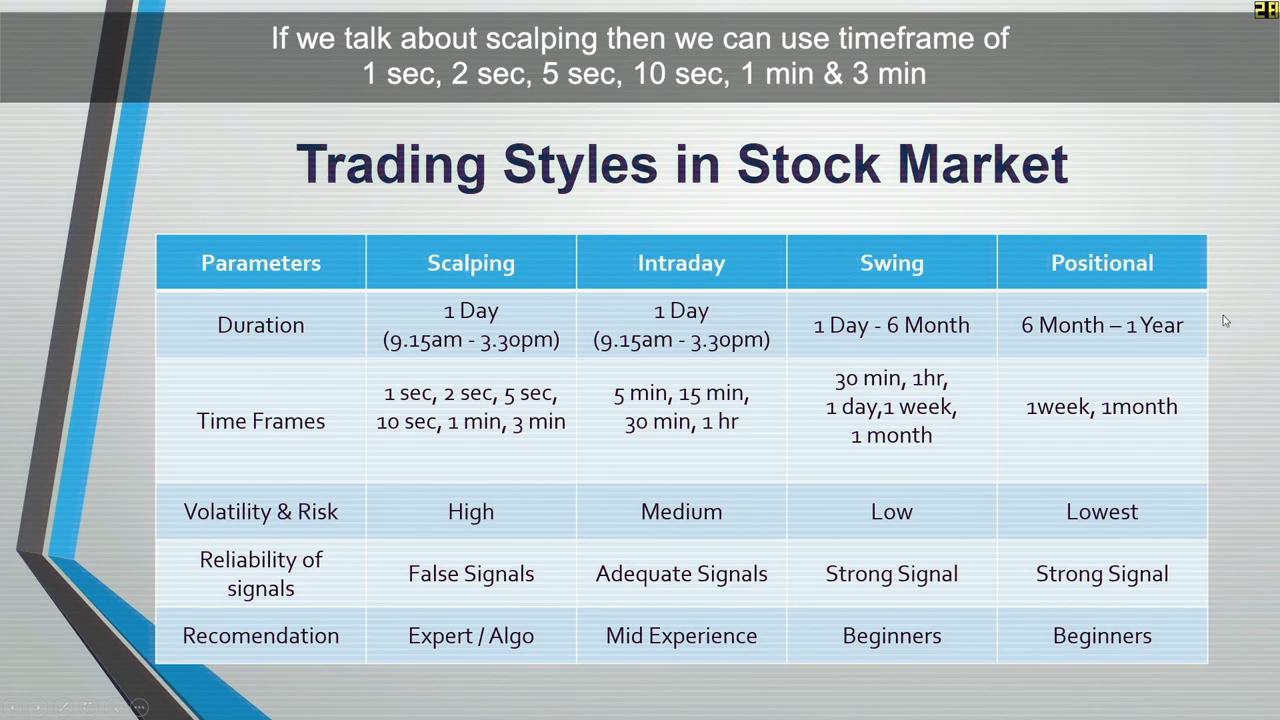 28
If we talk about scalping then we can use timeframe of
1 sec, 2 sec, 5 sec, 10 sec, 1 min & 3 min
Trading Styles in Stock Market
Parameters
Scalping
Intraday
Swing
Positional
Duration
1 Day
(9.15am - 3.30pm)
1 Day
(9.15am - 3.30pm)
1 Day - 6 Month
6 Month – 1 Year
Time Frames
1 sec, 2 sec, 5 sec,
10 sec, 1 min, 3 min
5 min, 15 min,
30 min, 1 hr
30 min, 1hr,
1 day,1 week,
1 month
1week, 1month
Volatility & Risk
High
Medium
Low
Lowest
Reliability of
signals
False Signals
Adequate Signals
Strong Signal
Strong Signal
Recomendation
Expert / Algo
Mid Experience
Beginners
Beginners